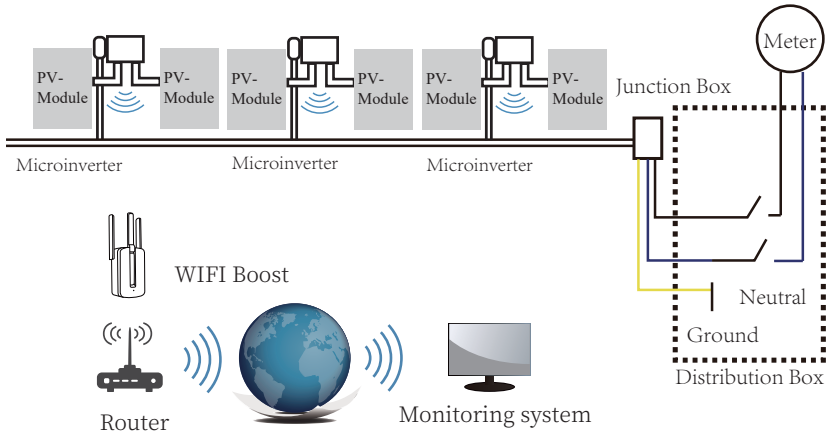 Meter
PV-
Module
PV-
Module
PV-
Module
PV-
Module
PV-
Module
PV-
Module
Junction Box
Microinverter
Microinverter
Microinverter
WIFI Boost
Neutral
Ground
Distribution Box
Router
Monitoring system